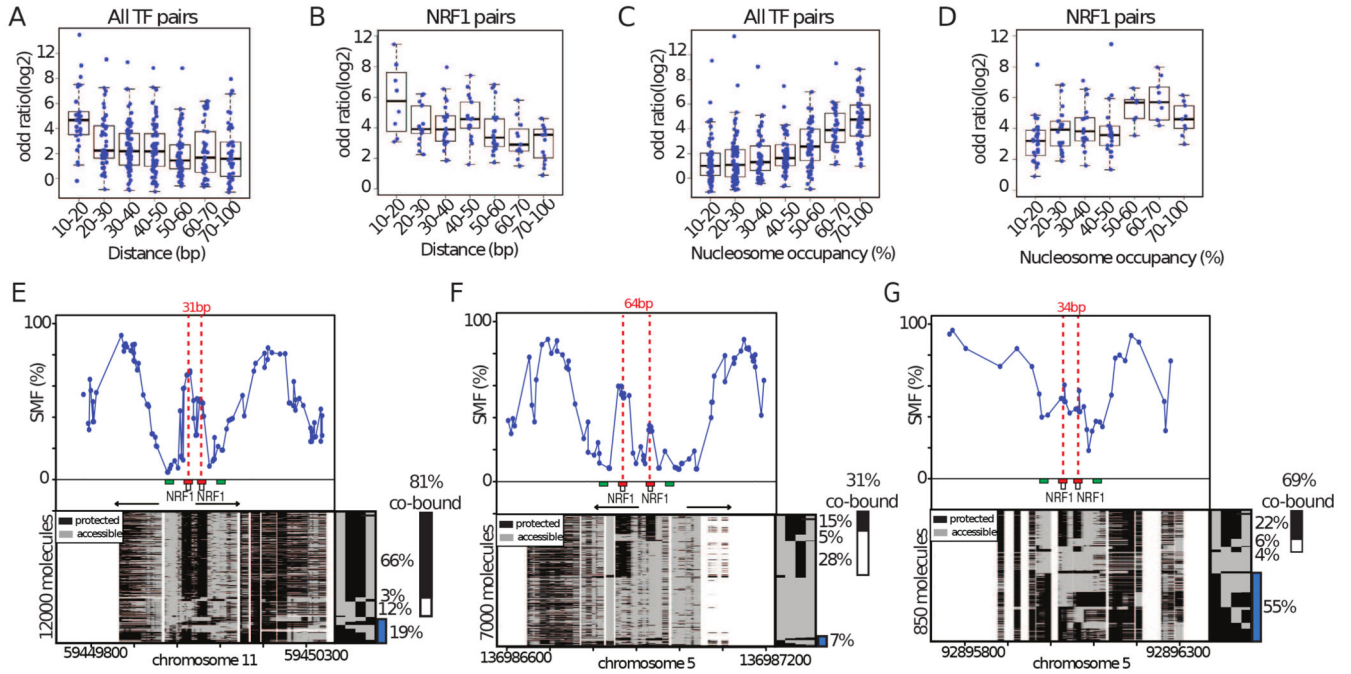 A
All TF pairs
odd ratio(log2)
12
8
6
4
2
0
10-20
20-30
30-40
40-50
50-60
60-70
70-100
Distance (bp)
B
NRF1 pairs
odd ratio(log2)
12
8
6
4
2
0
10-20
20-30
30-40
40-50
50-60
60-70
70-100
Distance (bp)
C
All TF pairs
odd ratio(log2)
12
8
6
4
2
0
10-20
20-30
30-40
40-50
50-60
60-70
70-100
Nucleosome occupancy (%)
D
NRF1 pairs
odd ratio(log2)
12
8
6
4
2
0
10-20
20-30
30-40
40-50
50-60
60-70
70-100
Nucleosome occupancy (%)
E
31bp
100
SMF (%)
0
NRF1 NRF1
81%
co-bound
protected
accessible
12000 molecules
66%
3%
12%
19%
59449800
chromosome 11
59450300
F
64bp
100
SMF (%)
0
NRF1 NRF1
31%
co-bound
protected
accessible
7000 molecules
15%
5%
28%
7%
136986600
chromosome 5
136987200
G
34bp
100
SMF (%)
0
NRF1 NRF1
69%
co-bound
protected
accessible
850 molecules
22%
6%
4%
55%
92895800
chromosome 5
92896300